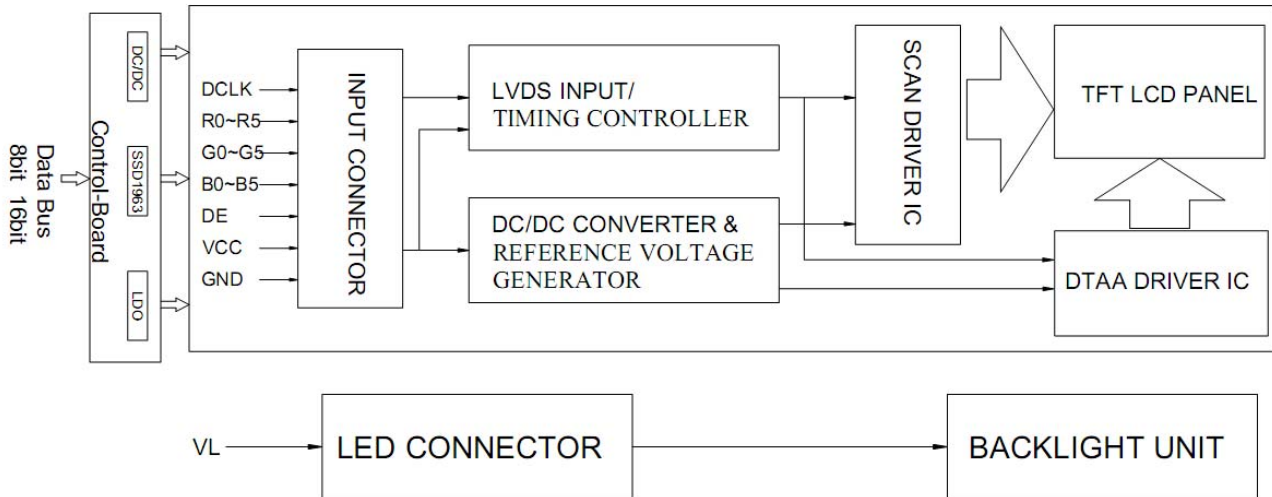 Data Bus
8bit 16bit
Control-Board
DC/DC
SSD1963
LDO
DCLK
R0~R5
G0~G5
B0~B5
DE
VCC
GND
INPUT CONNECTOR
LVDS INPUT/
TIMING CONTROLLER
DC/DC CONVERTER &
REFERENCE VOLTAGE
GENERATOR
SCAN DRIVER IC
TFT LCD PANEL
DTAA DRIVER IC
VL
LED CONNECTOR
BACKLIGHT UNIT